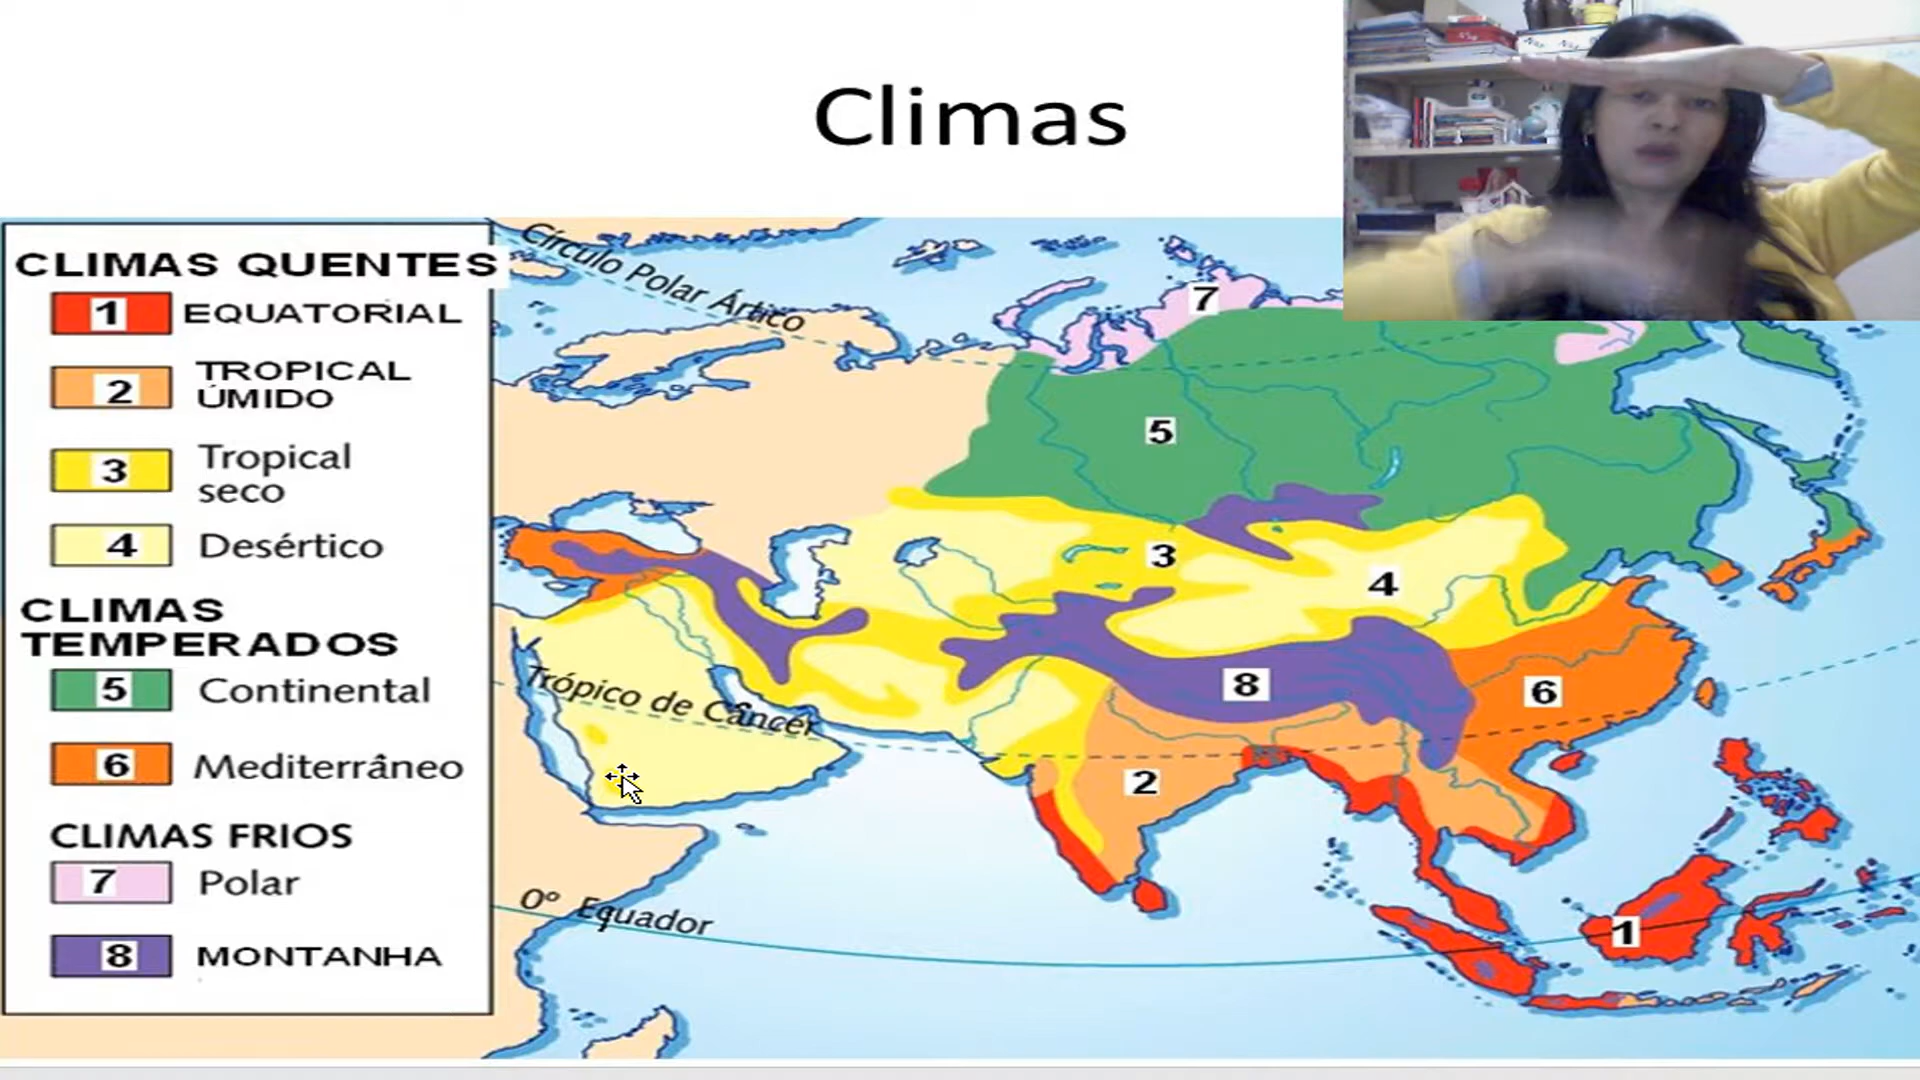 Climas
CLIMAS QUENTES
1 EQUATORIAL
2 TROPICAL
ÚMIDO
3 Tropical
seco
4 Desértico
CLIMAS
TEMPERADOS
5 Continental
6 Mediterrâneo
CLIMAS FRIOS
7 Polar
8 MONTANHA
Círculo Polar Ártico
7
5
3
4
Trópico de Câncer
8
6
2
0° Equador
1